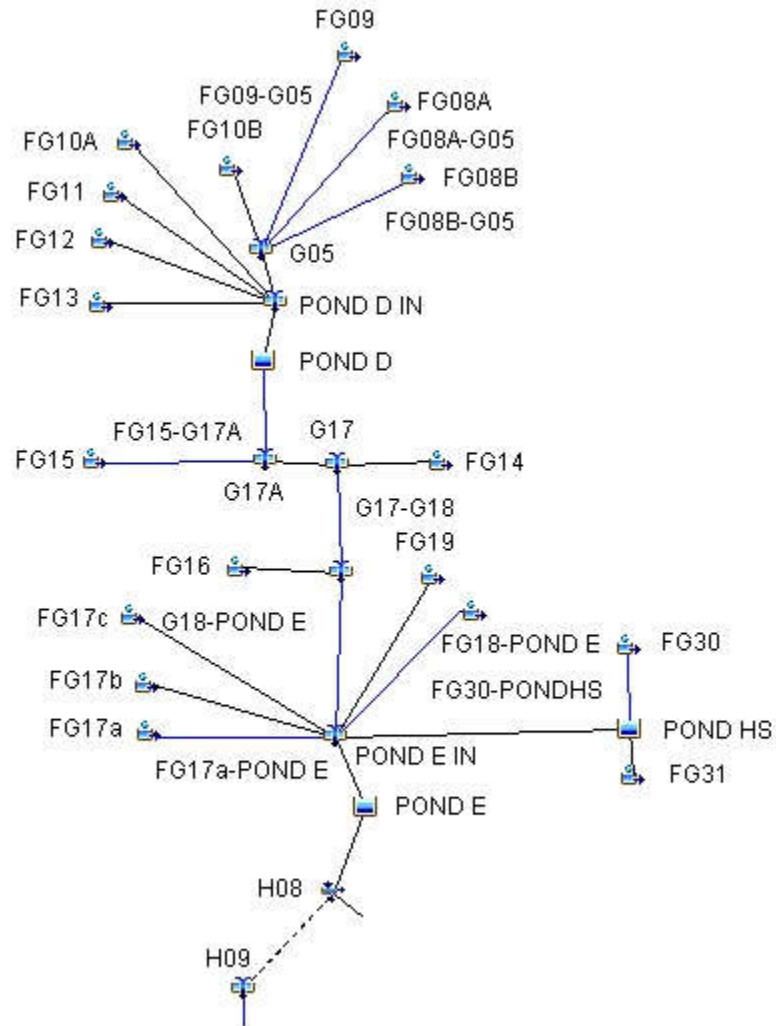 FG09
FG09-G05
FG08A
FG10B
FG08A-G05
FG10A
FG08B
FG11
FG08B-G05
FG12
G05
FG13
POND D IN
POND D
FG15-G17A
G17
FG15
FG14
G17A
G17-G18
FG19
FG16
FG17c
G18-POND E
FG18-POND E
FG30
FG17b
FG30-PONDHS
FG17a
POND E IN
POND HS
FG17a-POND E
FG31
POND E
H08
H09